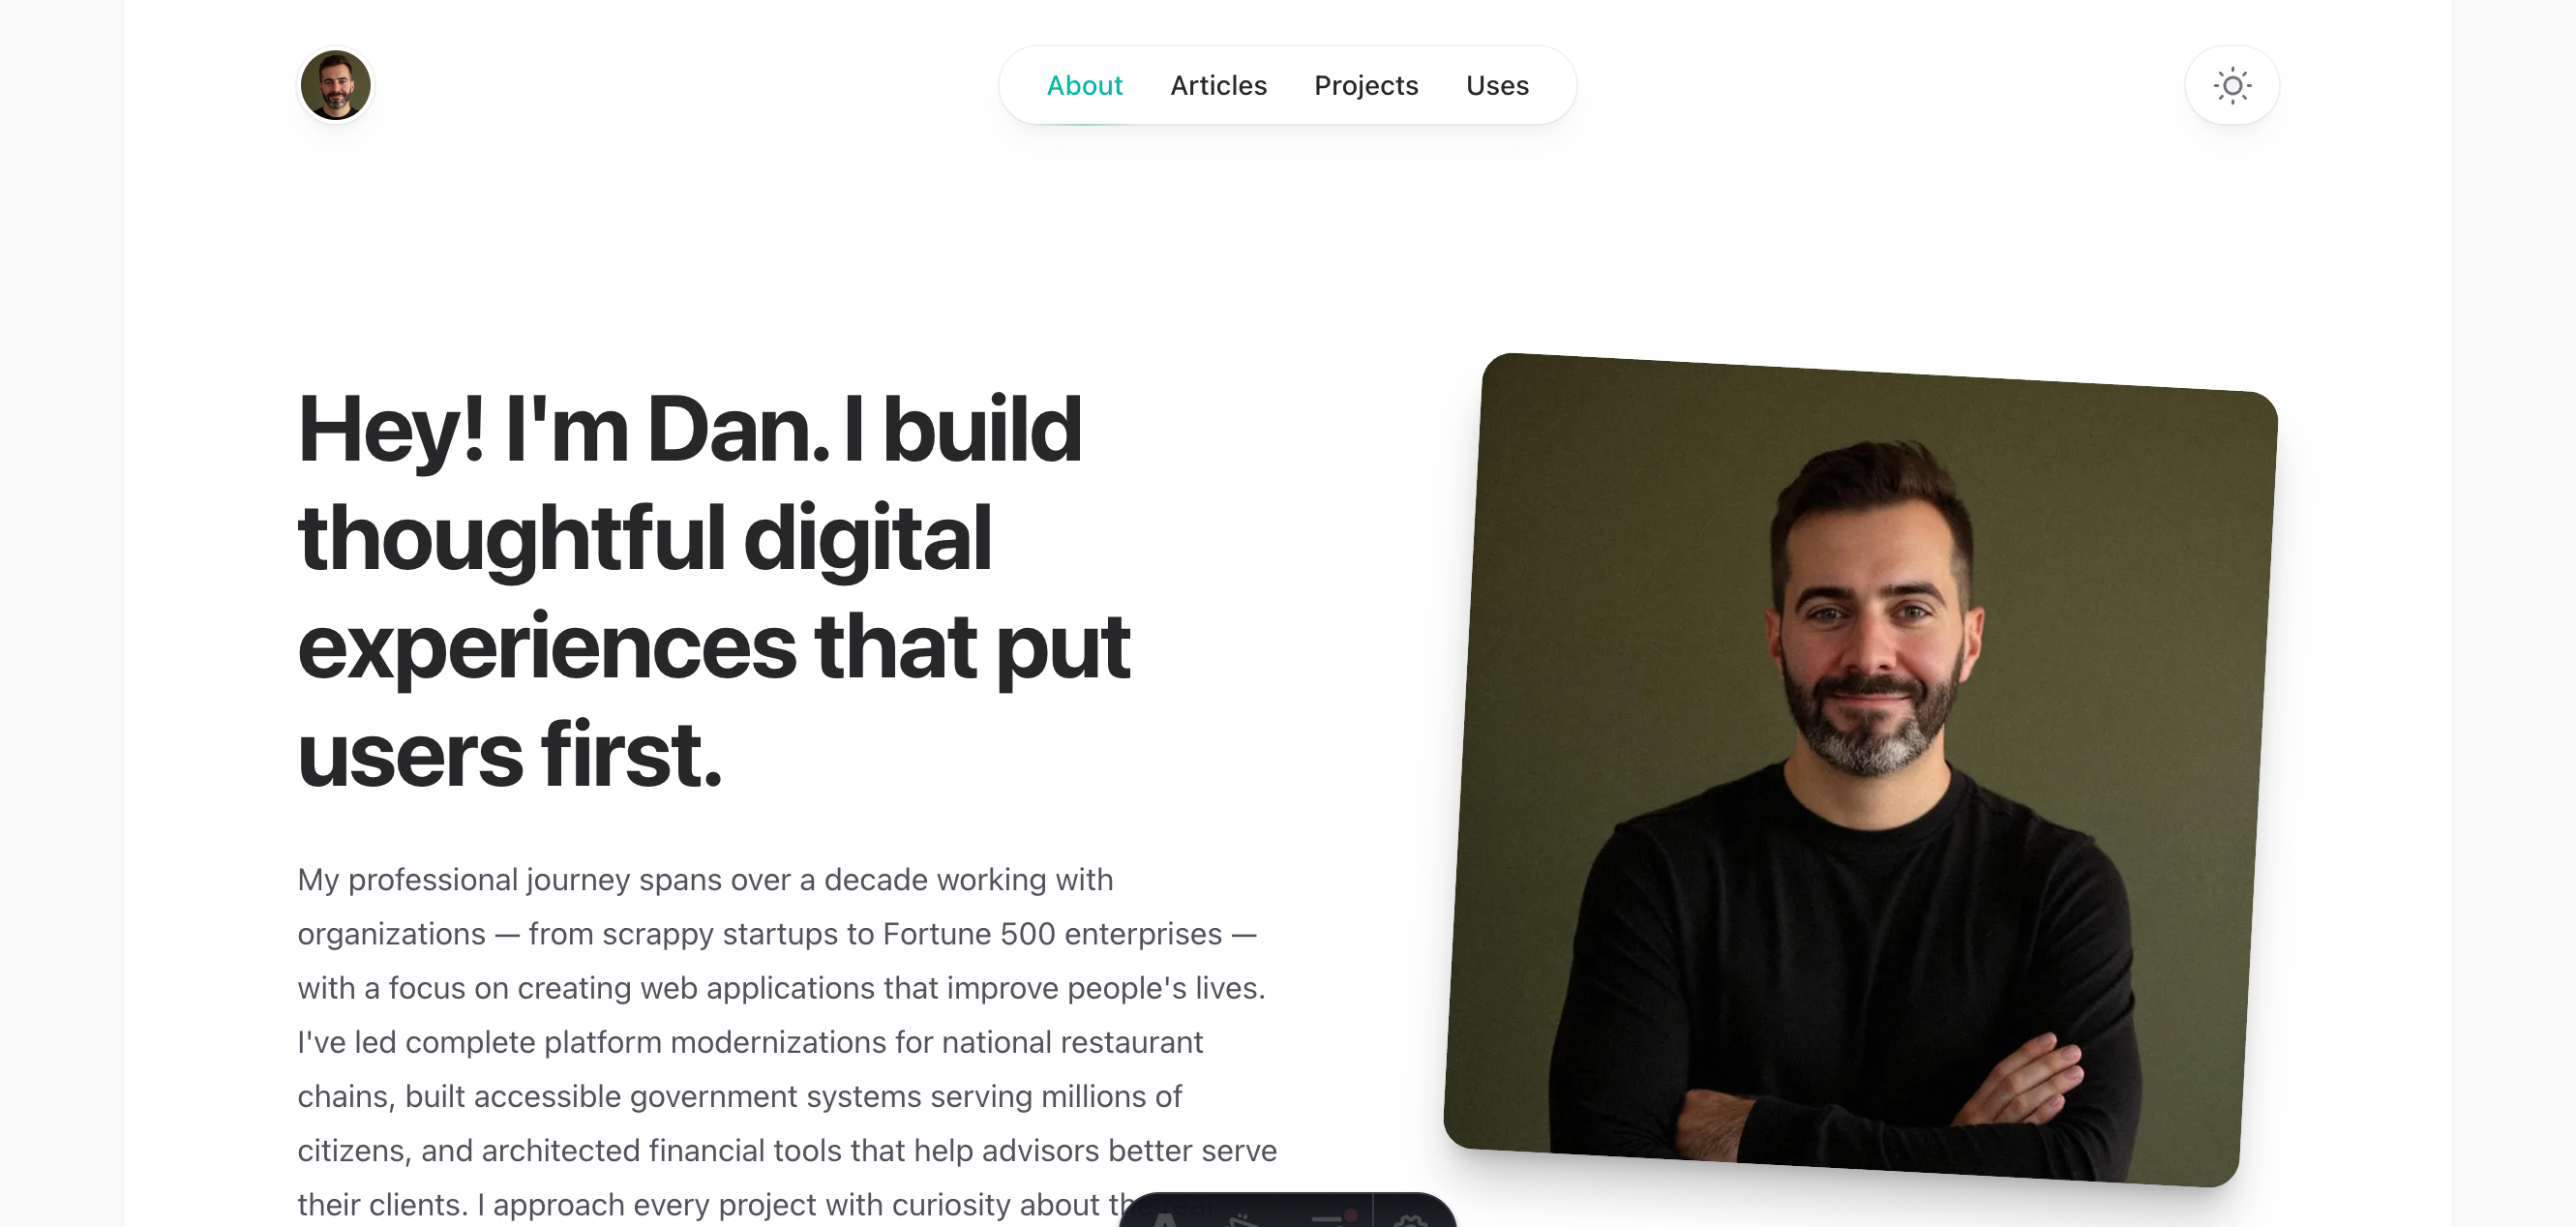 About Articles Projects Uses
Hey! I'm Dan. I build
thoughtful digital
experiences that put
users first.
My professional journey spans over a decade working with
organizations — from scrappy startups to Fortune 500 enterprises —
with a focus on creating web applications that improve people's lives.
I've led complete platform modernizations for national restaurant
chains, built accessible government systems serving millions of
citizens, and architected financial tools that help advisors better serve
their clients. I approach every project with curiosity about the real